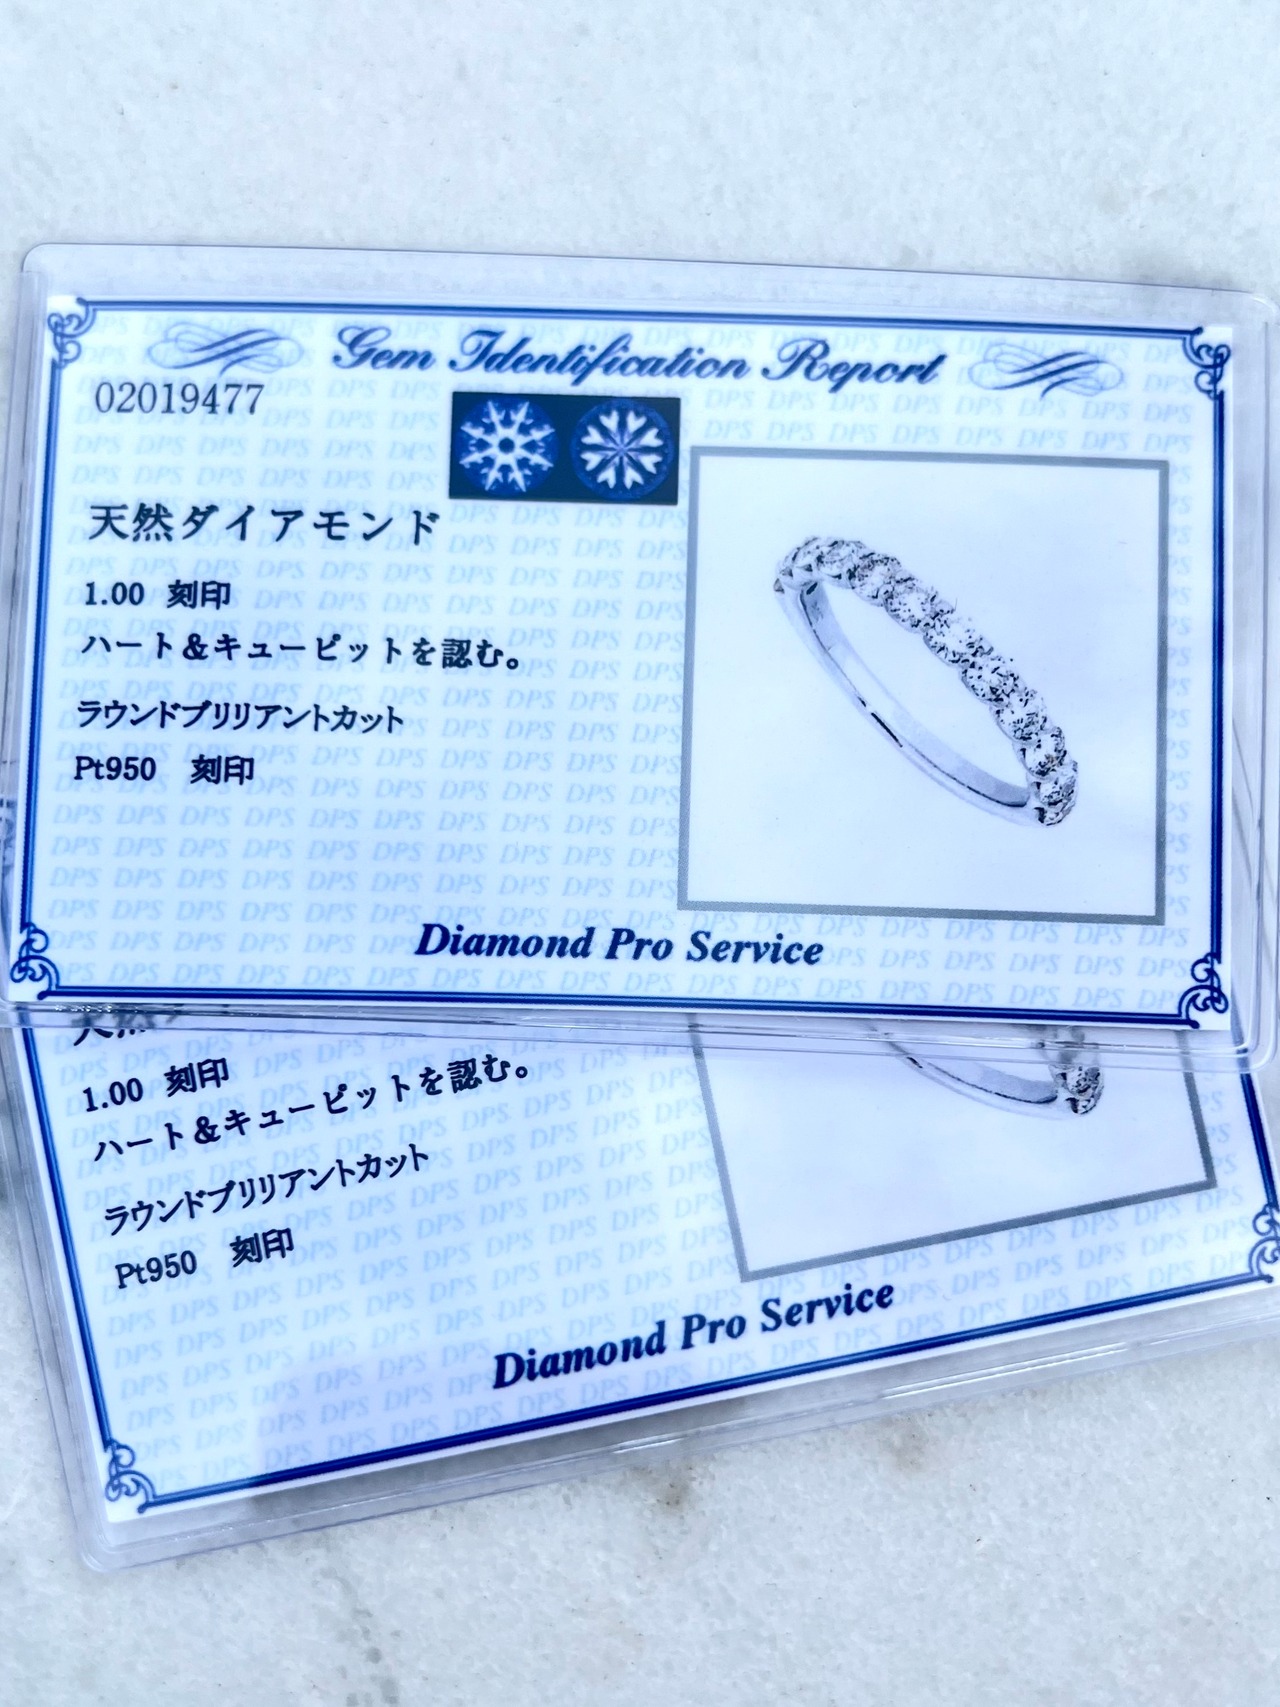 Gem Identification Report
02019477
天然ダイアモンド
1.00 刻印
ハート＆キューピットを認む。
ラウンドブリリアントカット
Pt950 刻印
Diamond Pro Service
天然
1.00 刻印
ハート＆キューピットを認む。
ラウンドブリリアントカット
Pt950 刻印
Diamond Pro Service